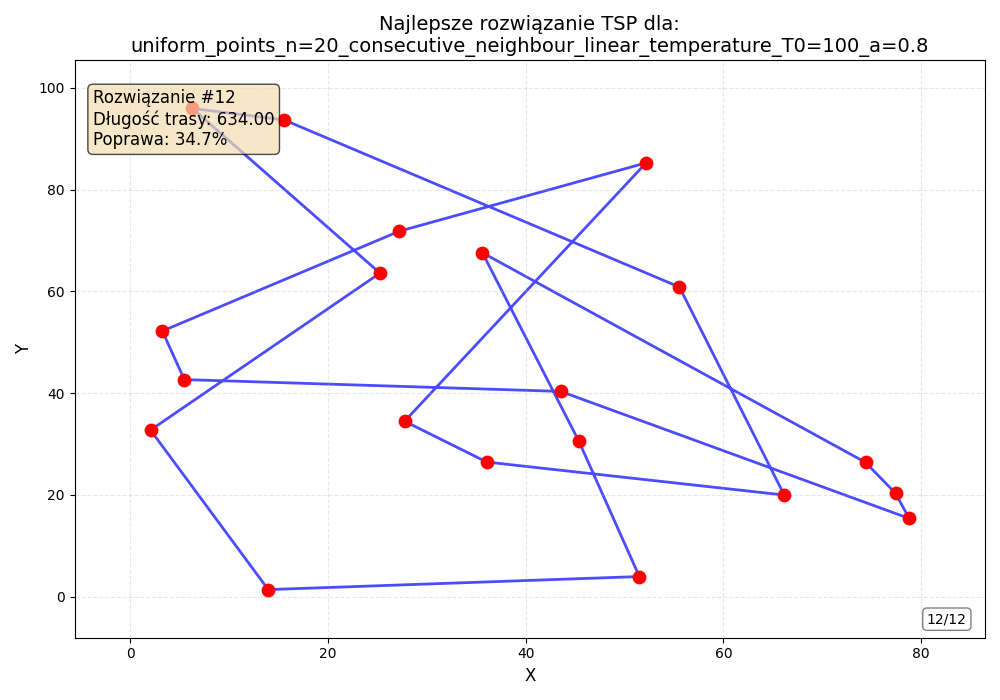 Najlepsze rozwiązanie TSP dla:
uniform_points_n=20_consecutive_neighbour_linear_temperature_T0=100_a=0.8
Rozwiązanie #12
Długość trasy: 634.00
Poprawa: 34.7%
100
80
60
40
20
0
Y
12/12
0 20 40 60 80
X